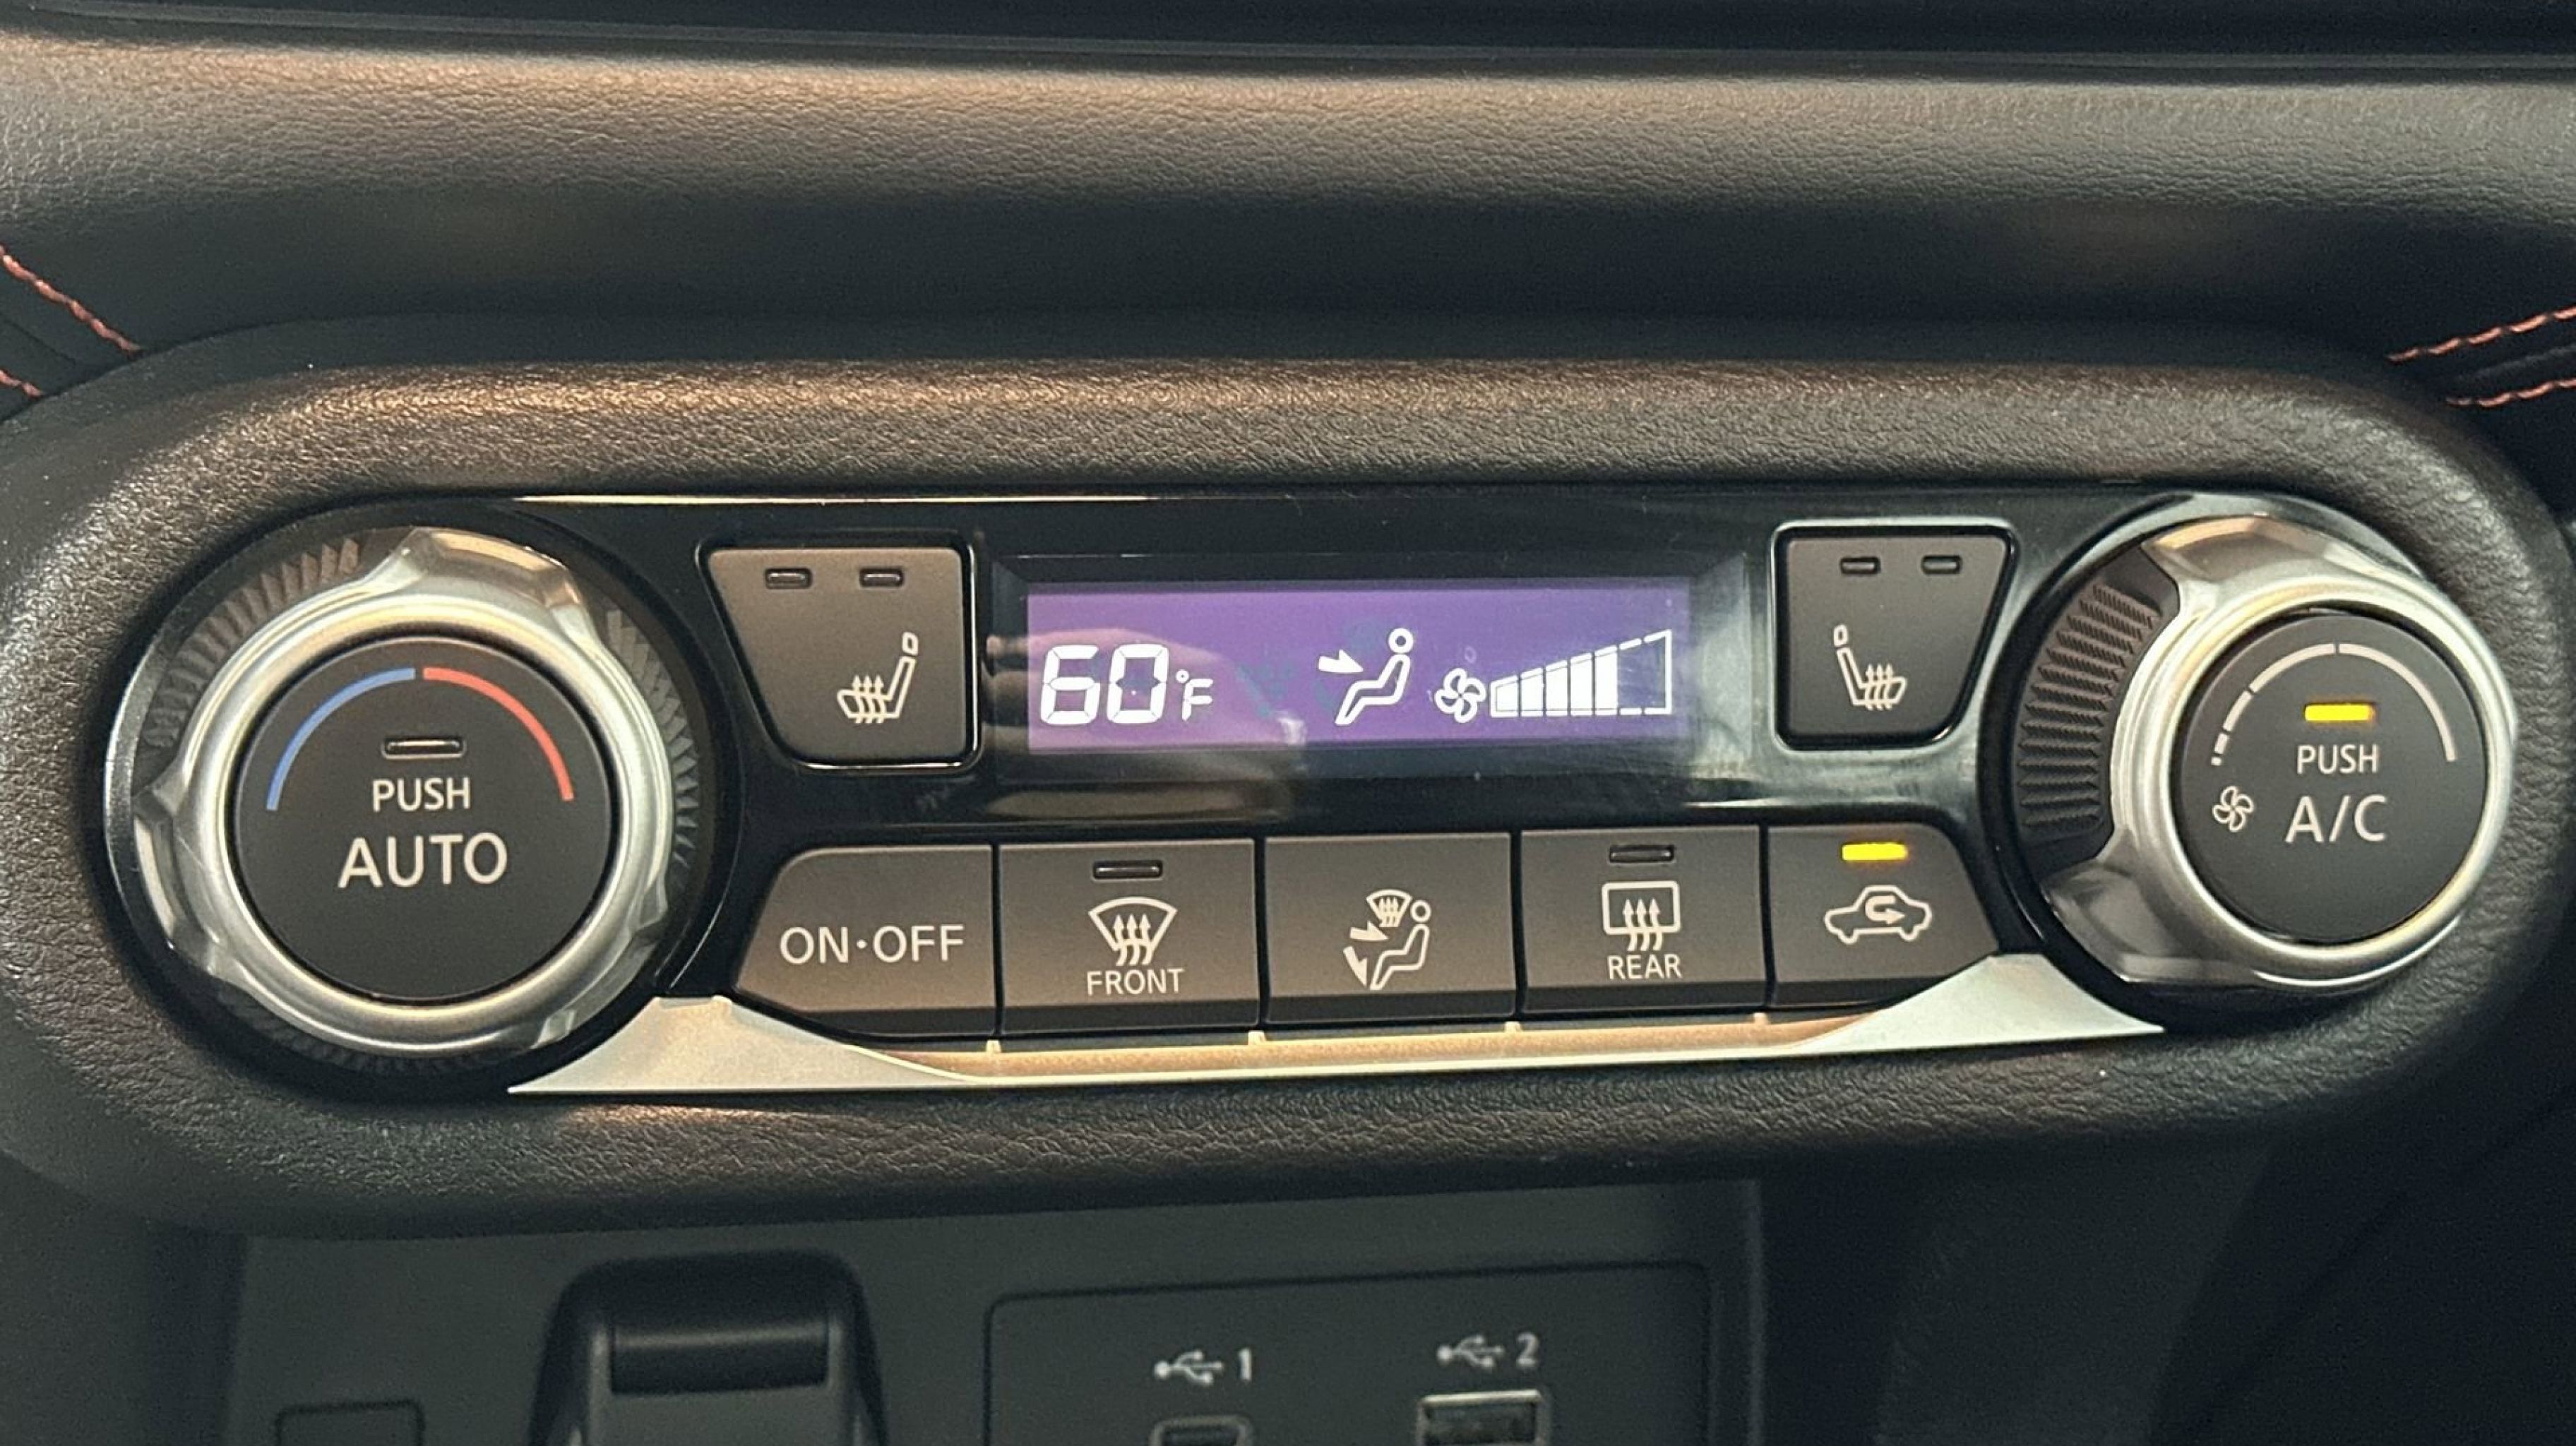 60°F
PUSH
AUTO
PUSH
A/C
ON·OFF
FRONT
REAR
1
2